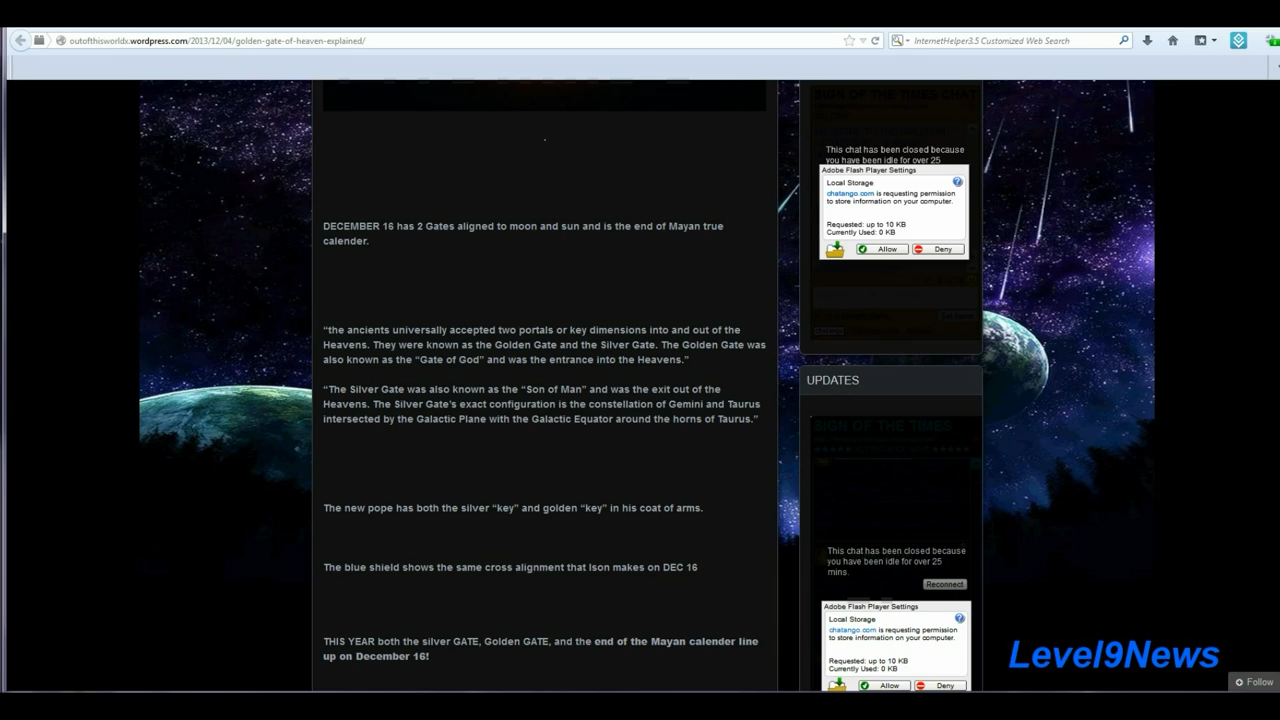 outofthisworldx.wordpress.com/2013/12/04/golden-gate-of-heaven-explained/
InternetHelper3.5 Customized Web Search
SIGN OF THE TIMES CHAT
This chat has been closed because
you have been idle for over 25
Adobe Flash Player Settings
Local Storage
chatango.com is requesting permission
to store information on your computer.
Requested: up to 10 KB
Currently Used: 0 KB
Allow
Deny
DECEMBER 16 has 2 Gates aligned to moon and sun and is the end of Mayan true
calender.
“the ancients universally accepted two portals or key dimensions into and out of the
Heavens. They were known as the Golden Gate and the Silver Gate. The Golden Gate was
also known as the “Gate of God” and was the entrance into the Heavens.”
“The Silver Gate was also known as the “Son of Man” and was the exit out of the
Heavens. The Silver Gate’s exact configuration is the constellation of Gemini and Taurus
intersected by the Galactic Plane with the Galactic Equator around the horns of Taurus.”
The new pope has both the silver “key” and golden “key” in his coat of arms.
The blue shield shows the same cross alignment that Ison makes on DEC 16
THIS YEAR both the silver GATE, Golden GATE, and the end of the Mayan calender line
up on December 16!
UPDATES
SIGN OF THE TIMES
This chat has been closed because
you have been idle for over 25
mins.
Reconnect
Adobe Flash Player Settings
Local Storage
chatango.com is requesting permission
to store information on your computer.
Requested: up to 10 KB
Currently Used: 0 KB
Allow
Deny
Level9News
Follow